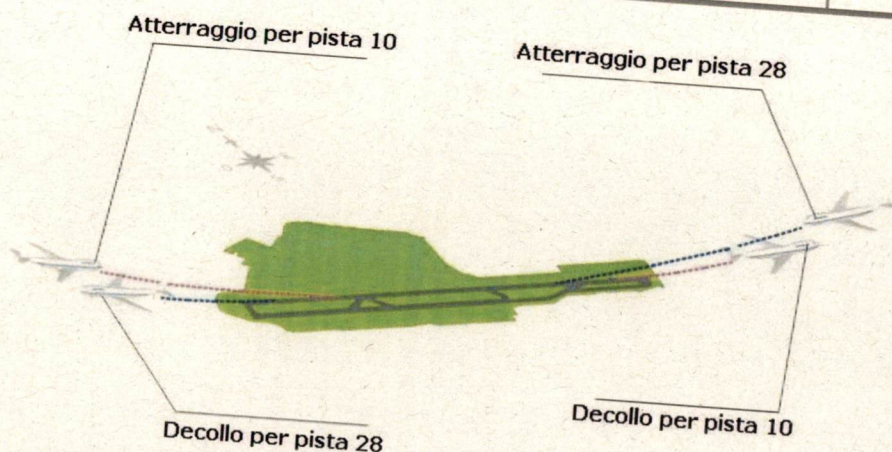 Atterraggio per pista 10
Atterraggio per pista 28
Decollo per pista 28
Decollo per pista 10